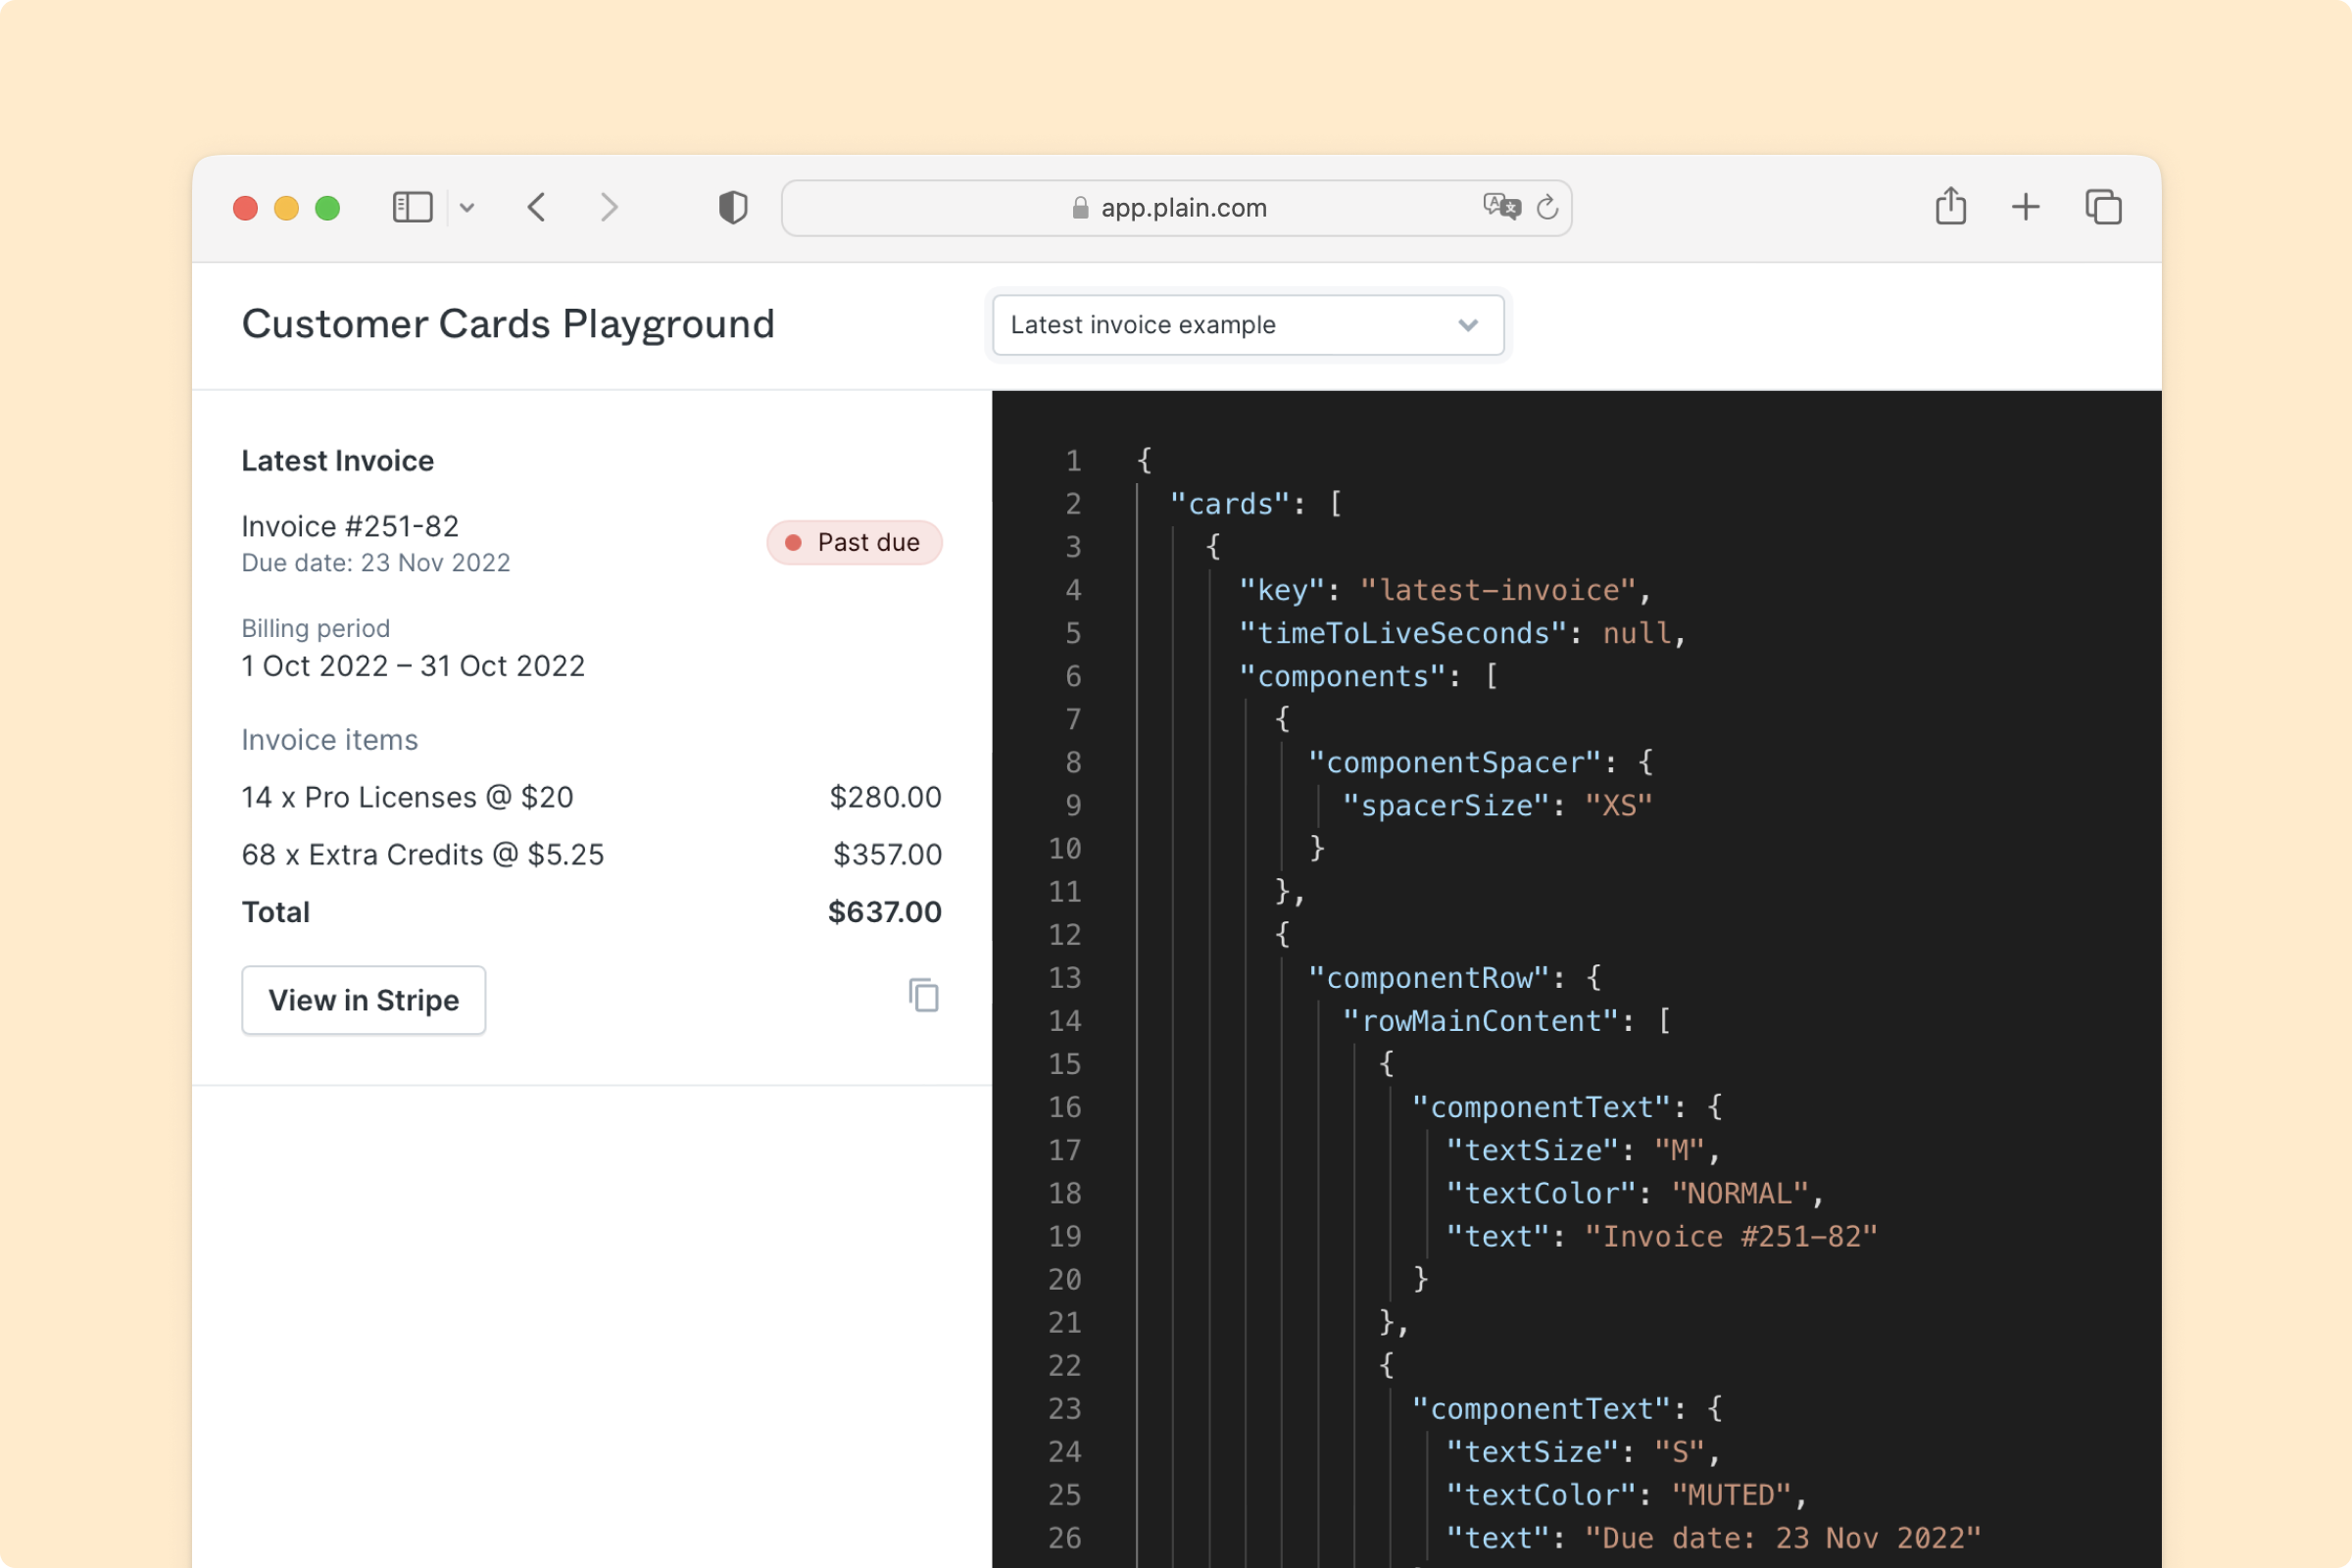 app.plain.com
Customer Cards Playground
Latest invoice example
Latest Invoice
Invoice #251-82
Past due
Due date: 23 Nov 2022
Billing period
1 Oct 2022 – 31 Oct 2022
Invoice items
14 x Pro Licenses @ $20 $280.00
68 x Extra Credits @ $5.25 $357.00
Total $637.00
View in Stripe
1 {
2 "cards": [
3 {
4 "key": "latest-invoice",
5 "timeToLiveSeconds": null,
6 "components": [
7 {
8 "componentSpacer": {
9 "spacerSize": "XS"
10 }
11 },
12 {
13 "componentRow": {
14 "rowMainContent": [
15 {
16 "componentText": {
17 "textSize": "M",
18 "textColor": "NORMAL",
19 "text": "Invoice #251-82"
20 }
21 },
22 {
23 "componentText": {
24 "textSize": "S",
25 "textColor": "MUTED",
26 "text": "Due date: 23 Nov 2022"